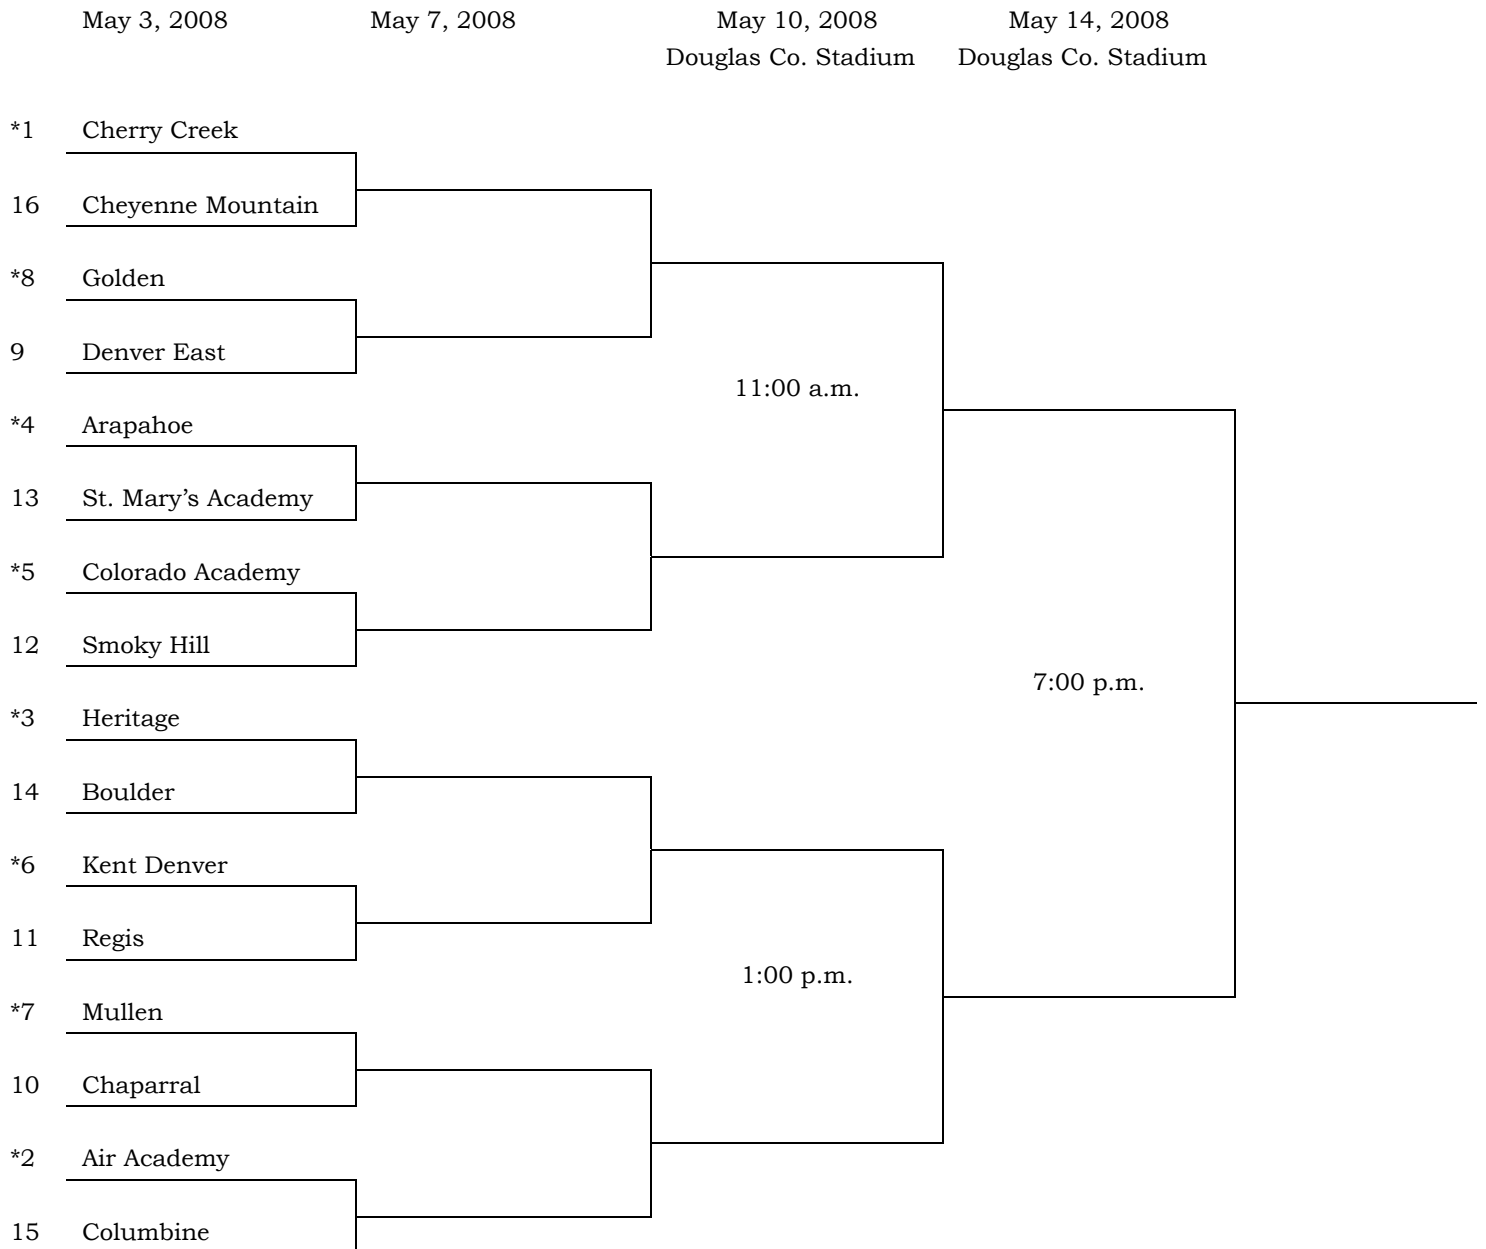 May 3, 2008 May 7, 2008 May 10, 2008 May 14, 2008
Douglas Co. Stadium Douglas Co. Stadium
*1 Cherry Creek
16 Cheyenne Mountain
*8 Golden
9 Denver East
11:00 a.m.
*4 Arapahoe
13 St. Mary’s Academy
*5 Colorado Academy
12 Smoky Hill
7:00 p.m.
*3 Heritage
14 Boulder
*6 Kent Denver
11 Regis
1:00 p.m.
*7 Mullen
10 Chaparral
*2 Air Academy
15 Columbine